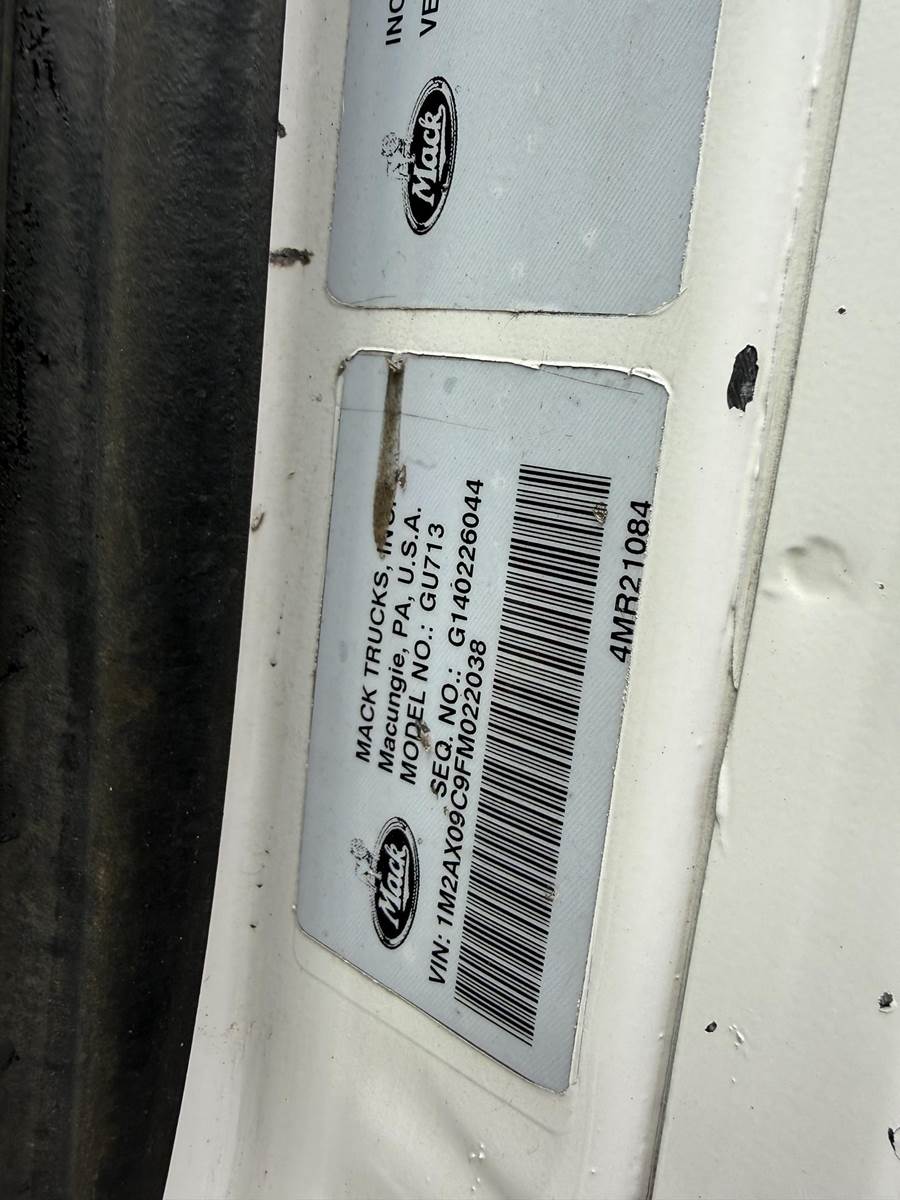 INC
VE
Mack
MACK TRUCKS, INC.
Macungie, PA, U.S.A.
MODEL NO.: GU713
SEQ. NO.: G140226044
Mack
VIN: 1M2AX09C9FM022038
4MR21084